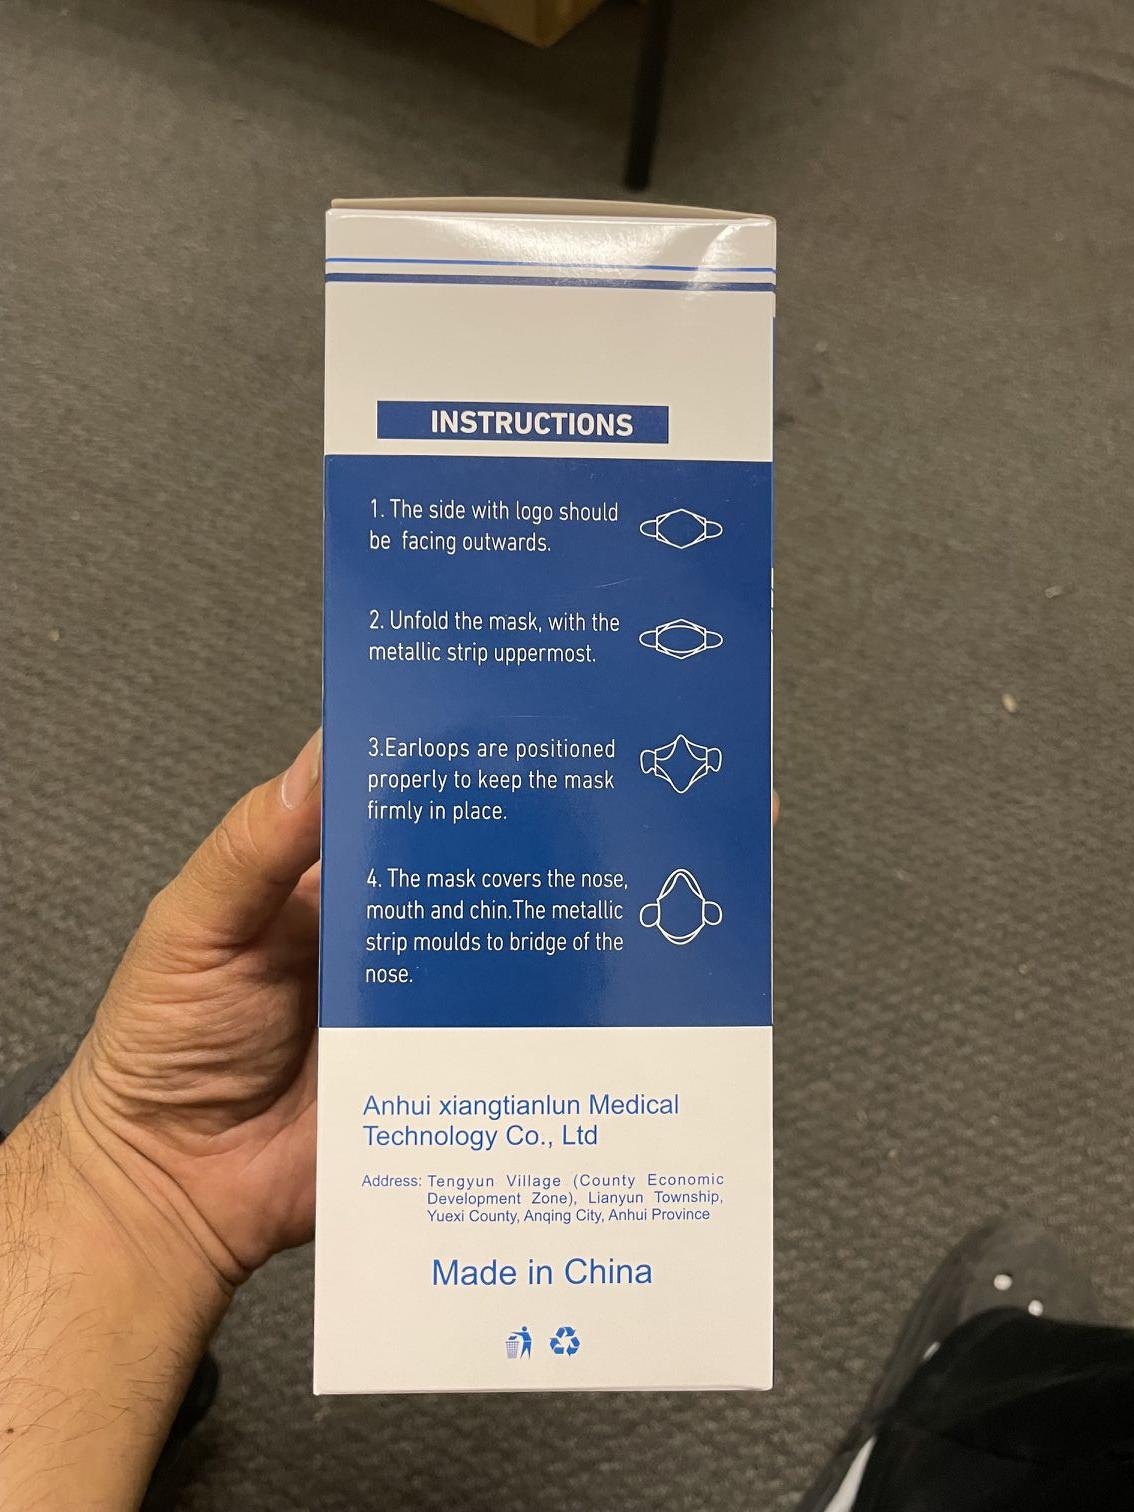 INSTRUCTIONS
1. The side with logo should
be facing outwards.
2. Unfold the mask, with the
metallic strip uppermost.
3.Earloops are positioned
properly to keep the mask
firmly in place.
4. The mask covers the nose,
mouth and chin.The metallic
strip moulds to bridge of the
nose.
Anhui xiangtianlun Medical
Technology Co., Ltd
Address: Tengyun Village (County Economic
Development Zone), Lianyun Township,
Yuexi County, Anqing City, Anhui Province
Made in China